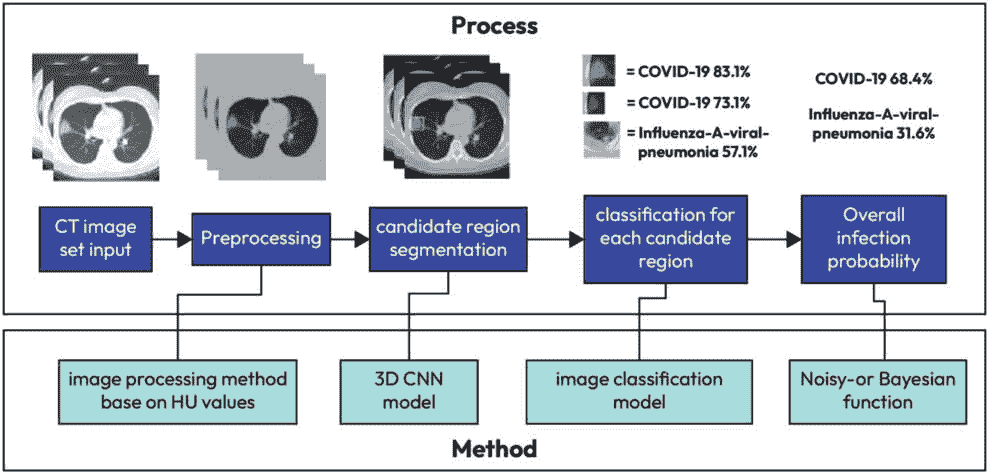 Process
= COVID-19 83.1%
= COVID-19 73.1%
= Influenza-A-viral-
pneumonia 57.1%
COVID-19 68.4%
Influenza-A-viral-
pneumonia 31.6%
CT image
set input
Preprocessing
candidate region
segmentation
classification for
each candidate
region
Overall
infection
probability
image processing method
base on HU values
3D CNN
model
image classification
model
Noisy-or Bayesian
function
Method